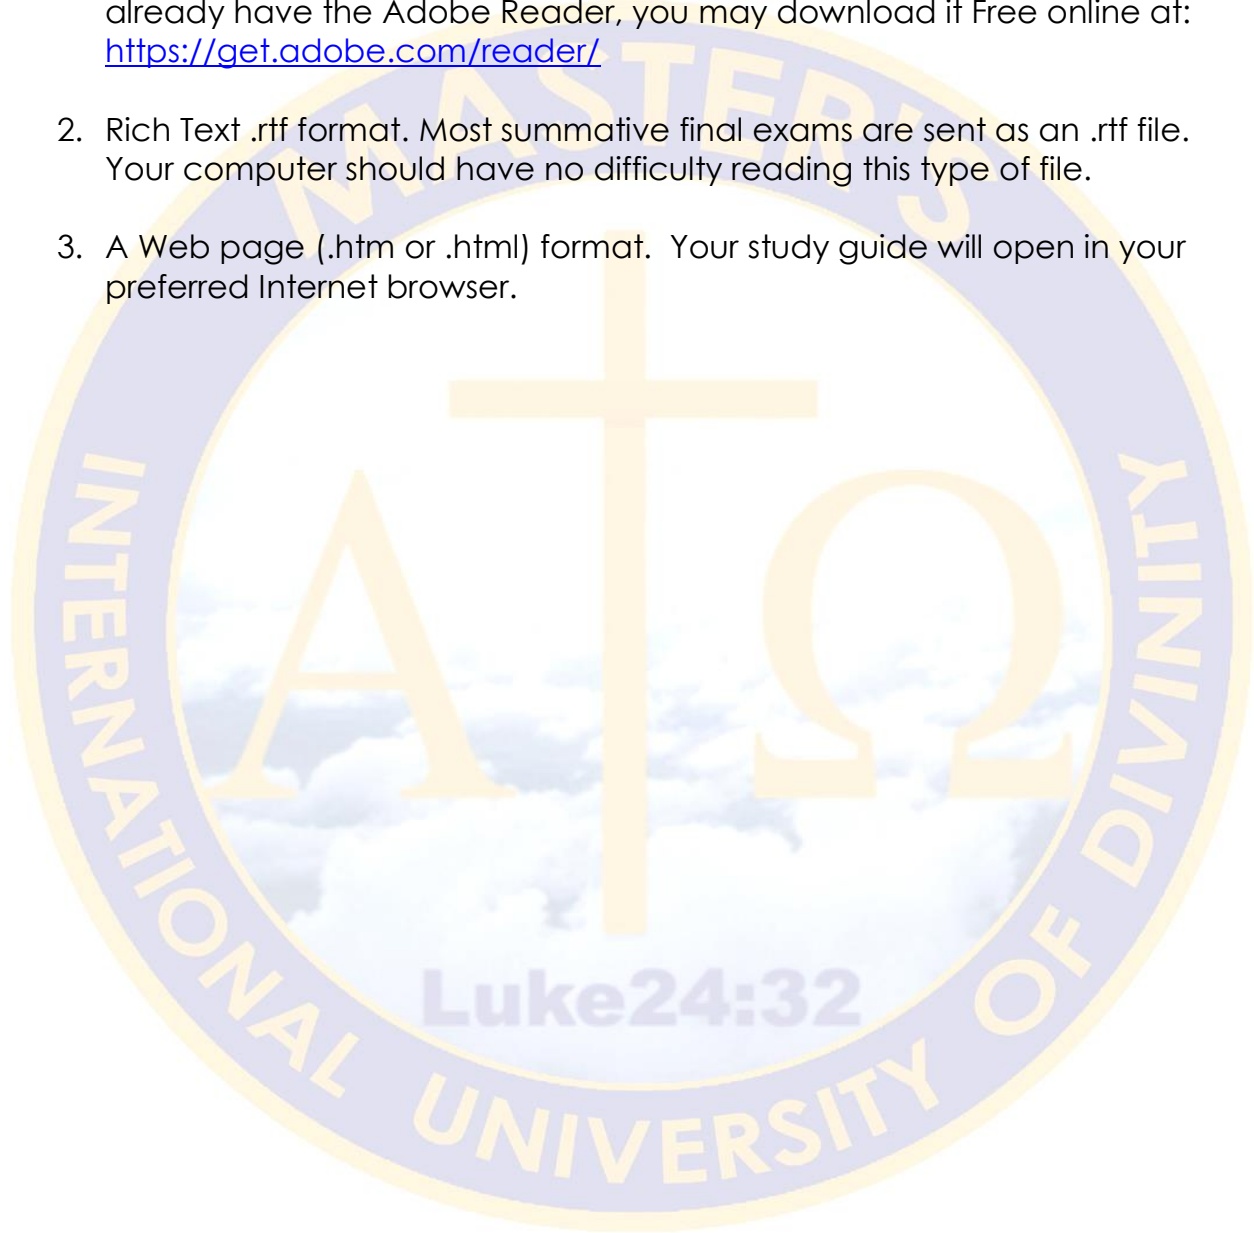 already have the Adobe Reader, you may download it Free online at:
https://get.adobe.com/reader/
2. Rich Text .rtf format. Most summative final exams are sent as an .rtf file.
Your computer should have no difficulty reading this type of file.
3. A Web page (.htm or .html) format.  Your study guide will open in your
preferred Internet browser.
MASTER'S
INTERNATIONAL UNIVERSITY OF DIVINITY
Α Ω
Luke24:32